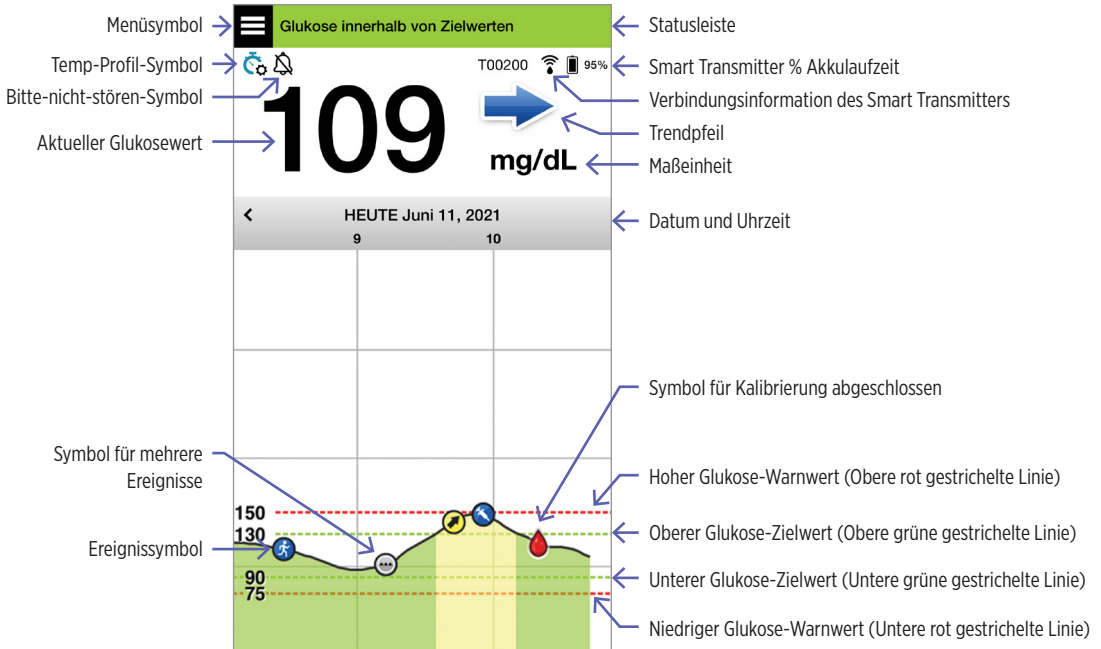 Menüsymbol
Glukose innerhalb von Zielwerten
Statusleiste
Temp-Profil-Symbol
T00200
95%
Smart Transmitter % Akkulaufzeit
Bitte-nicht-stören-Symbol
Verbindungsinformation des Smart Transmitters
109
Trendpfeil
Aktueller Glukosewert
mg/dL
Maßeinheit
HEUTE Juni 11, 2021
Datum und Uhrzeit
9
10
Symbol für Kalibrierung abgeschlossen
Symbol für mehrere
Ereignisse
Hoher Glukose-Warnwert (Obere rot gestrichelte Linie)
150
130
Oberer Glukose-Zielwert (Obere grüne gestrichelte Linie)
Ereignissymbol
90
Unterer Glukose-Zielwert (Untere grüne gestrichelte Linie)
75
Niedriger Glukose-Warnwert (Untere rot gestrichelte Linie)